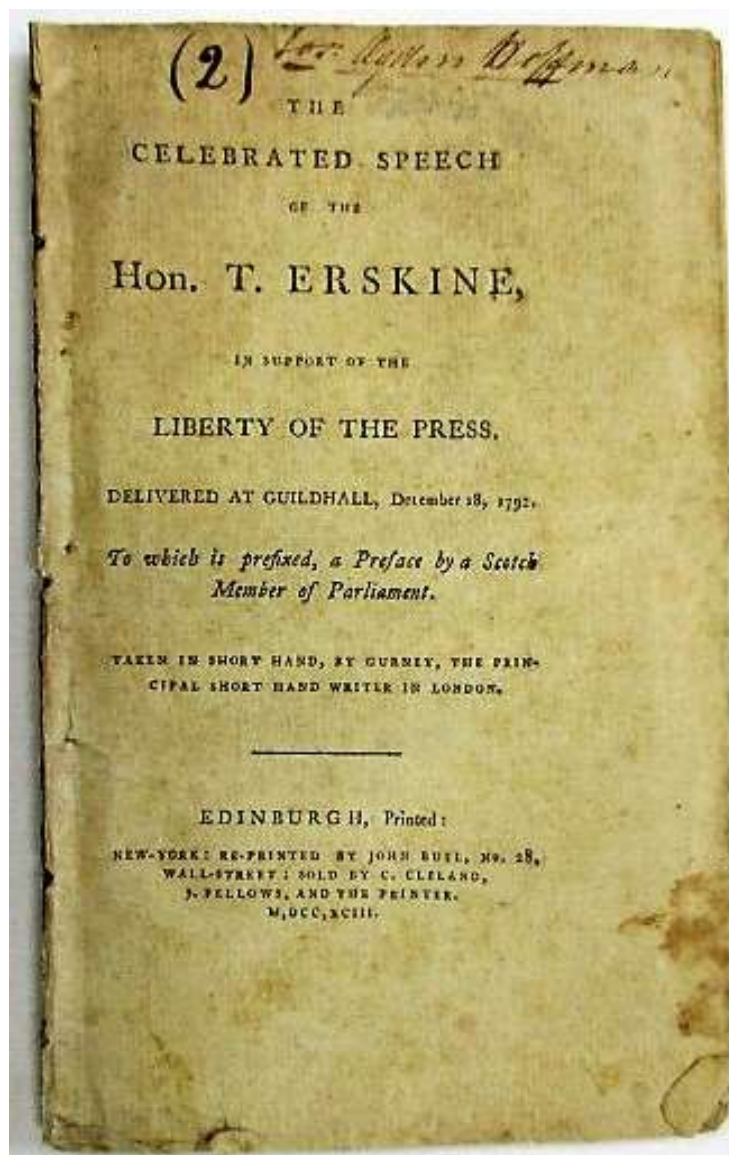 (2) Ogden Hoffman
THE
CELEBRATED SPEECH
OF THE
Hon. T. ERSKINE,
IN SUPPORT OF THE
LIBERTY OF THE PRESS.
DELIVERED AT GUILDHALL, December 18, 1792.
To which is prefixed, a Preface by a Scotch
Member of Parliament.
TAKEN IN SHORT HAND, BY GURNEY, THE PRIN-
CIPAL SHORT HAND WRITER IN LONDON.
EDINBURGH, Printed:
NEW-YORK: RE-PRINTED BY JOHN BUEL, No. 28,
WALL-STREET: SOLD BY C. CLELAND,
J. FELLOWS, AND THE PRINTER.
M,DCC,XCIII.